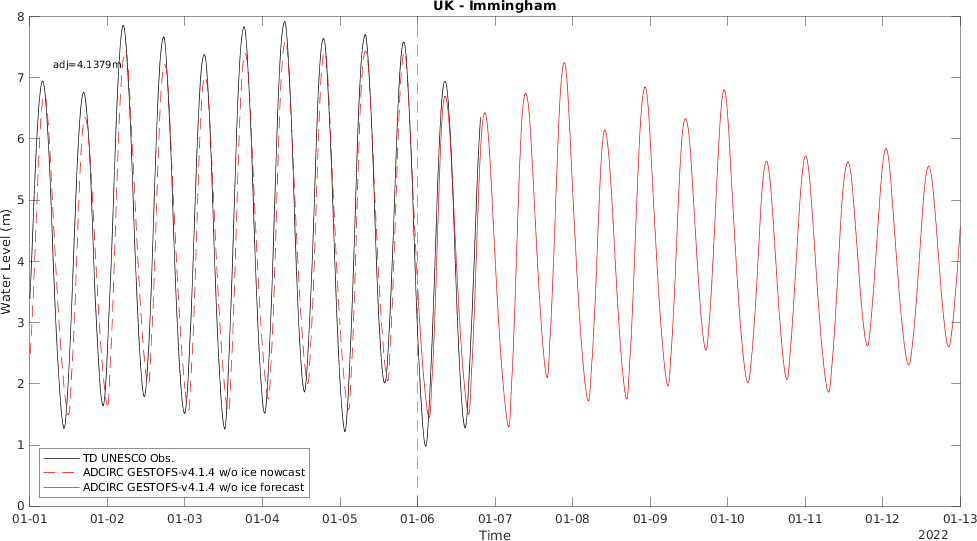 UK - Immingham
8
7
6
5
4
3
2
1
0
Water Level (m)
adj=4.1379m
TD UNESCO Obs.
ADCIRC GESTOFS-v4.1.4 w/o ice nowcast
ADCIRC GESTOFS-v4.1.4 w/o ice forecast
01-01 01-02 01-03 01-04 01-05 01-06 01-07 01-08 01-09 01-10 01-11 01-12 01-13
Time
2022